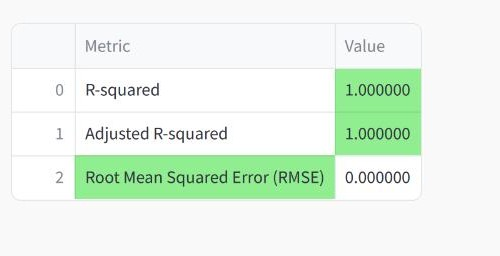 Metric Value
0 R-squared 1.000000
1 Adjusted R-squared 1.000000
2 Root Mean Squared Error (RMSE) 0.000000